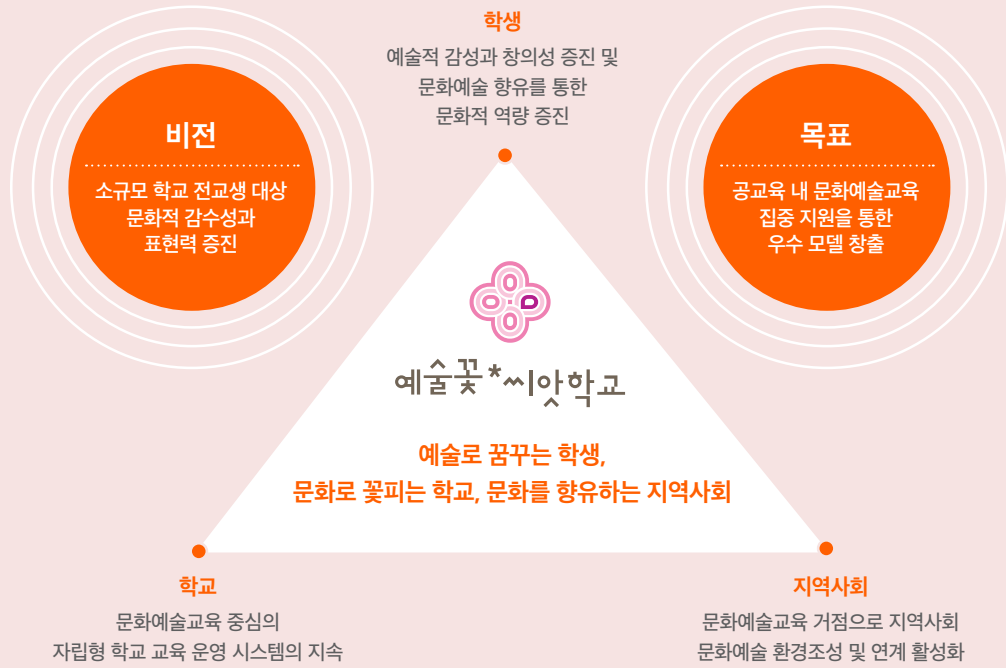 학생
예술적 감성과 창의성 증진 및
문화예술 향유를 통한
문화적 역량 증진
비전
소규모 학교 전교생 대상
문화적 감수성과
표현력 증진
목표
공교육 내 문화예술교육
집중 지원을 통한
우수 모델 창출
예술꽃*씨앗학교
예술로 꿈꾸는 학생,
문화로 꽃피는 학교, 문화를 향유하는 지역사회
학교
문화예술교육 중심의
자립형 학교 교육 운영 시스템의 지속
지역사회
문화예술교육 거점으로 지역사회
문화예술 환경조성 및 연계 활성화